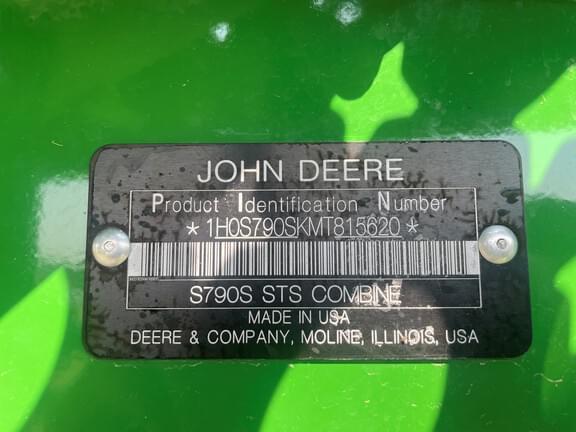 JOHN DEERE
Product Identification Number
*1H0S790SKMT815620*
S790S STS COMBINE
MADE IN USA
DEERE & COMPANY, MOLINE, ILLINOIS, USA